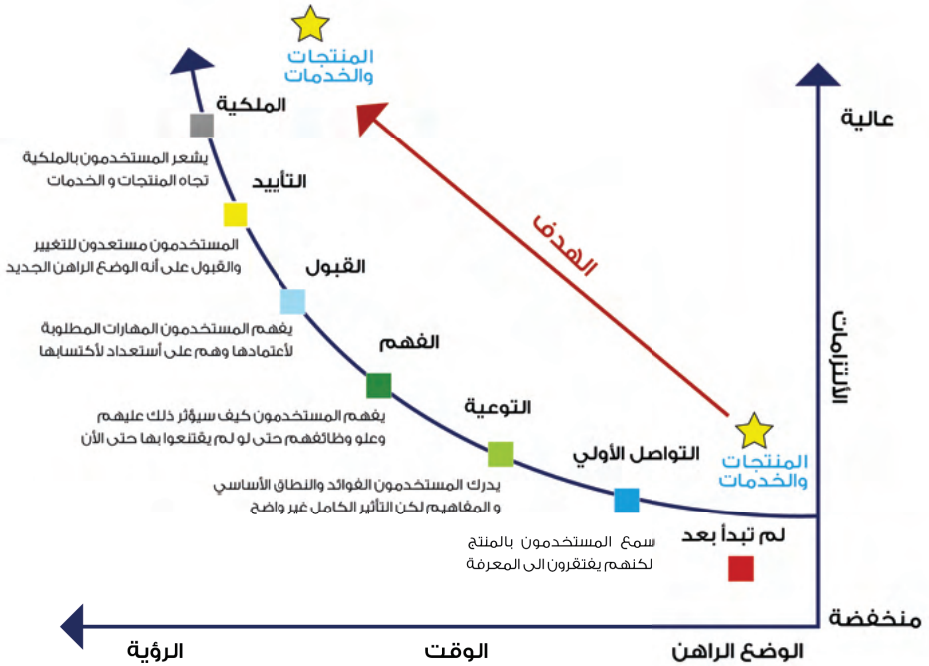 المنتجات
والخدمات
الملكية
يشعر المستخدمون بالملكية
تجاه المنتجات و الخدمات
التأييد
المستخدمون مستعدون للتغيير
والقبول على أنه الوضع الراهن الجديد
القبول
يفهم المستخدمون المهارات المطلوبة
لأعتمادها وهم على أستعداد لأكتسابها
الفهم
يفهم المستخدمون كيف سيؤثر ذلك عليهم
وعلو وظائفهم حتى لو لم يقتنعوا بها حتى الأن
التوعية
يدرك المستخدمون الفوائد والنطاق الأساسي
و المفاهيم لكن التأثير الكامل غير واضح
التواصل الأولي
سمع المستخدمون بالمنتج
لكنهم يفتقرون الى المعرفة
لم تبدأ بعد
المنتجات
والخدمات
الهدف
عالية
الألتزامات
منخفضة
الوضع الراهن
الوقت
الرؤية